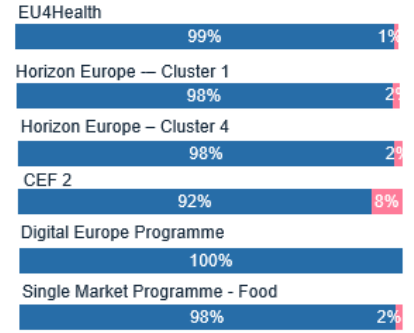 EU4Health
99% 1%
Horizon Europe –- Cluster 1
98% 2%
Horizon Europe – Cluster 4
98% 2%
CEF 2
92% 8%
Digital Europe Programme
100%
Single Market Programme - Food
98% 2%